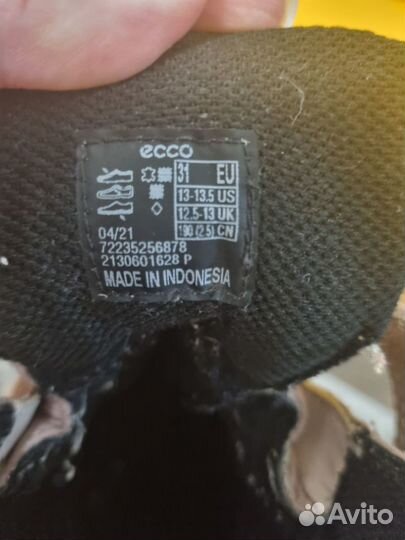 ecco
31 EU
13-13.5 US
12.5-13 UK
190 (2.5) CN
04/21
72235256878
2130601628 P
MADE IN INDONESIA
Avito